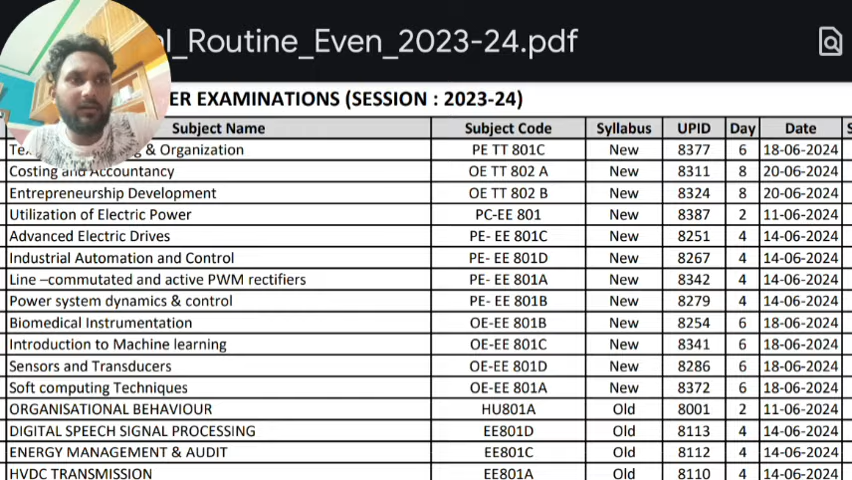 l_Routine_Even_2023-24.pdf
ER EXAMINATIONS (SESSION : 2023-24)
Subject Name Subject Code Syllabus UPID Day Date S
& Organization PE TT 801C New 8377 6 18-06-2024
Costing and Accountancy OE TT 802 A New 8311 8 20-06-2024
Entrepreneurship Development OE TT 802 B New 8324 8 20-06-2024
Utilization of Electric Power PC-EE 801 New 8387 2 11-06-2024
Advanced Electric Drives PE- EE 801C New 8251 4 14-06-2024
Industrial Automation and Control PE- EE 801D New 8267 4 14-06-2024
Line –commutated and active PWM rectifiers PE- EE 801A New 8342 4 14-06-2024
Power system dynamics & control PE- EE 801B New 8279 4 14-06-2024
Biomedical Instrumentation OE-EE 801B New 8254 6 18-06-2024
Introduction to Machine learning OE-EE 801C New 8341 6 18-06-2024
Sensors and Transducers OE-EE 801D New 8286 6 18-06-2024
Soft computing Techniques OE-EE 801A New 8372 6 18-06-2024
ORGANISATIONAL BEHAVIOUR HU801A Old 8001 2 11-06-2024
DIGITAL SPEECH SIGNAL PROCESSING EE801D Old 8113 4 14-06-2024
ENERGY MANAGEMENT & AUDIT EE801C Old 8112 4 14-06-2024
HVDC TRANSMISSION EE801A Old 8110 4 14-06-2024